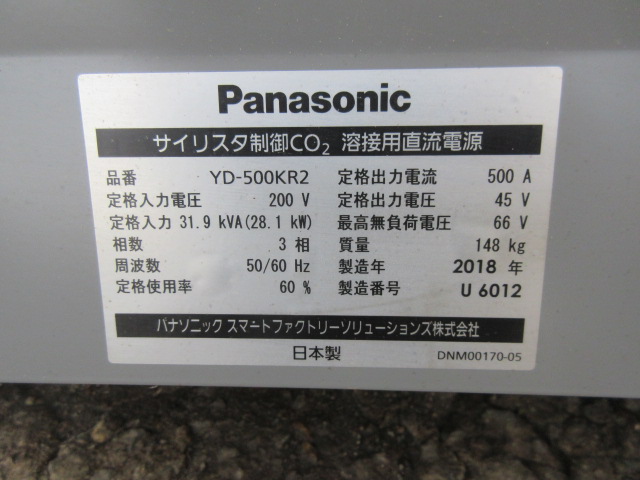 Panasonic
サイリスタ制御CO₂ 溶接用直流電源
品番 YD-500KR2 定格出力電流 500 A
定格入力電圧 200 V 定格出力電圧 45 V
定格入力 31.9 kVA(28.1 kW) 最高無負荷電圧 66 V
相数 3 相 質量 148 kg
周波数 50/60 Hz 製造年 2018 年
定格使用率 60 % 製造番号 U 6012
パナソニック スマートファクトリーソリューションズ株式会社
日本製 DNM00170-05